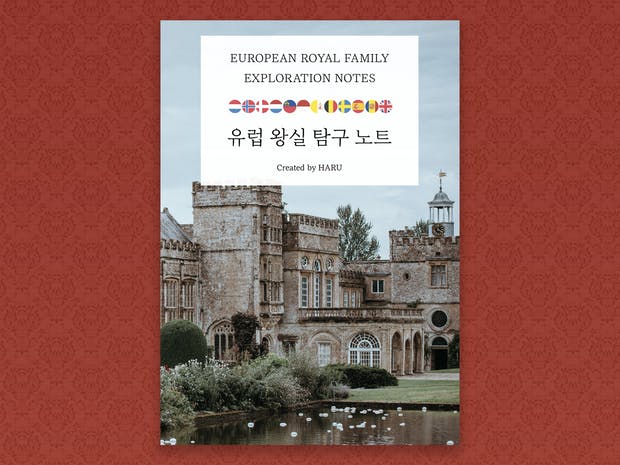 EUROPEAN ROYAL FAMILY
EXPLORATION NOTES
유럽 왕실 탐구 노트
Created by HARU